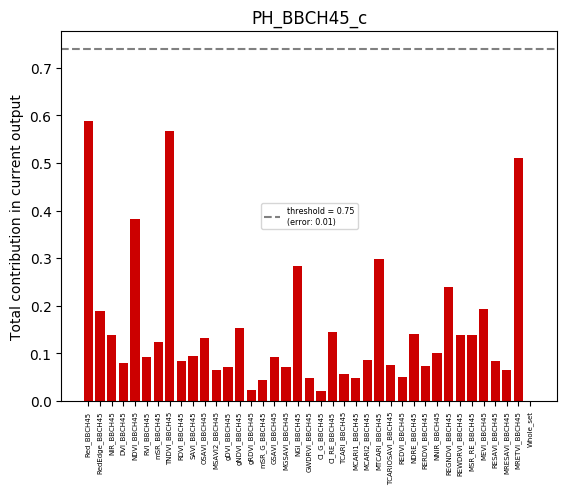 PH_BBCH45_c
Total contribution in current output
0.7
0.6
0.5
0.4
0.3
0.2
0.1
0.0
threshold = 0.75
(error: 0.01)
Red_BBCH45
RedEdge_BBCH45
NIR_BBCH45
DVI_BBCH45
NDVI_BBCH45
RVI_BBCH45
mSR_BBCH45
TNDVI_BBCH45
RDVI_BBCH45
SAVI_BBCH45
OSAVI_BBCH45
MSAVI2_BBCH45
gDVI_BBCH45
gNDVI_BBCH45
gRDVI_BBCH45
mSR_G_BBCH45
GSAVI_BBCH45
MGSAVI_BBCH45
NGI_BBCH45
GWDRVI_BBCH45
CI_G_BBCH45
CI_RE_BBCH45
TCARI_BBCH45
MCARI1_BBCH45
MCARI2_BBCH45
MTCARI_BBCH45
TCARIOSAVI_BBCH45
REDVI_BBCH45
NDRE_BBCH45
RERDVI_BBCH45
NNIR_BBCH45
REGNDVI_BBCH45
REWDRVI_BBCH45
MSR_RE_BBCH45
MEVI_BBCH45
RESAVI_BBCH45
MRESAVI_BBCH45
MRETVI_BBCH45
Whole_set